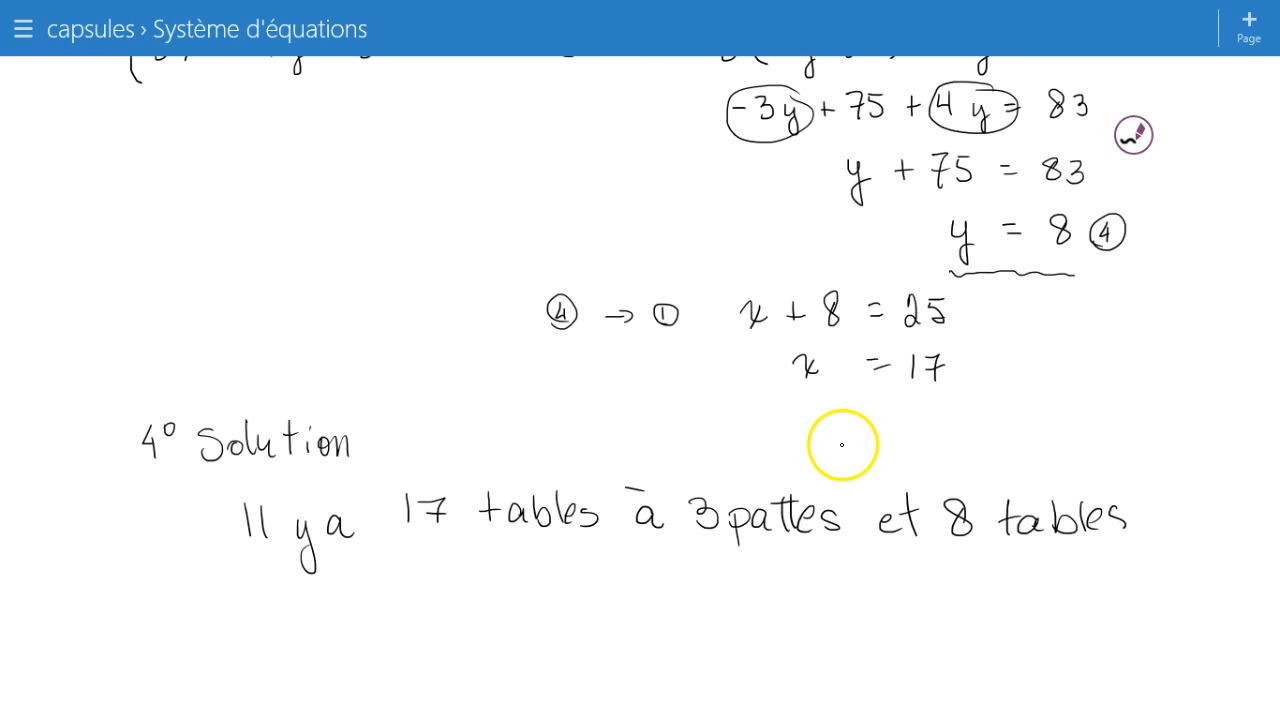 capsules › Système d'équations
Page
-3y + 75 + 4y = 83
y + 75 = 83
y = 8 ④
④ → ① x + 8 = 25
x = 17
4° Solution
Il y a 17 tables à 3 pattes et 8 tables